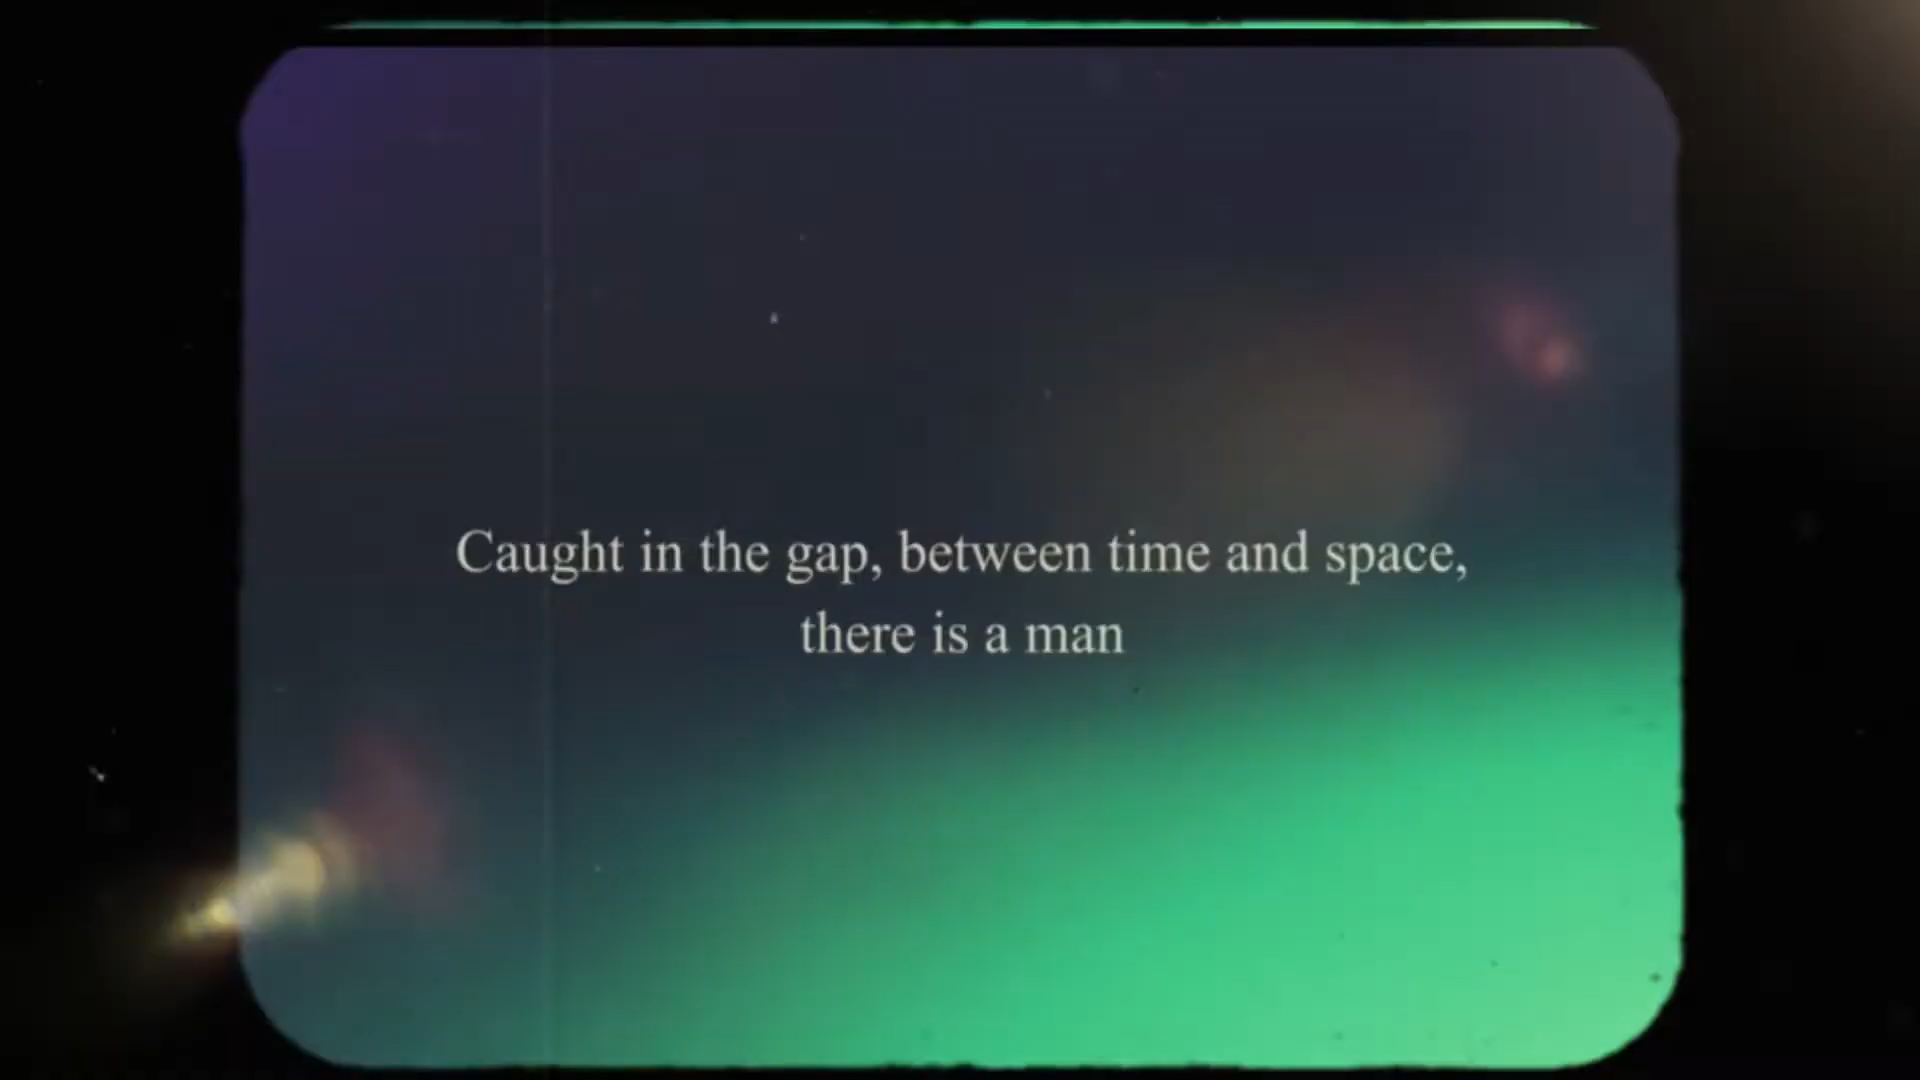 Caught in the gap, between time and space,
there is a man